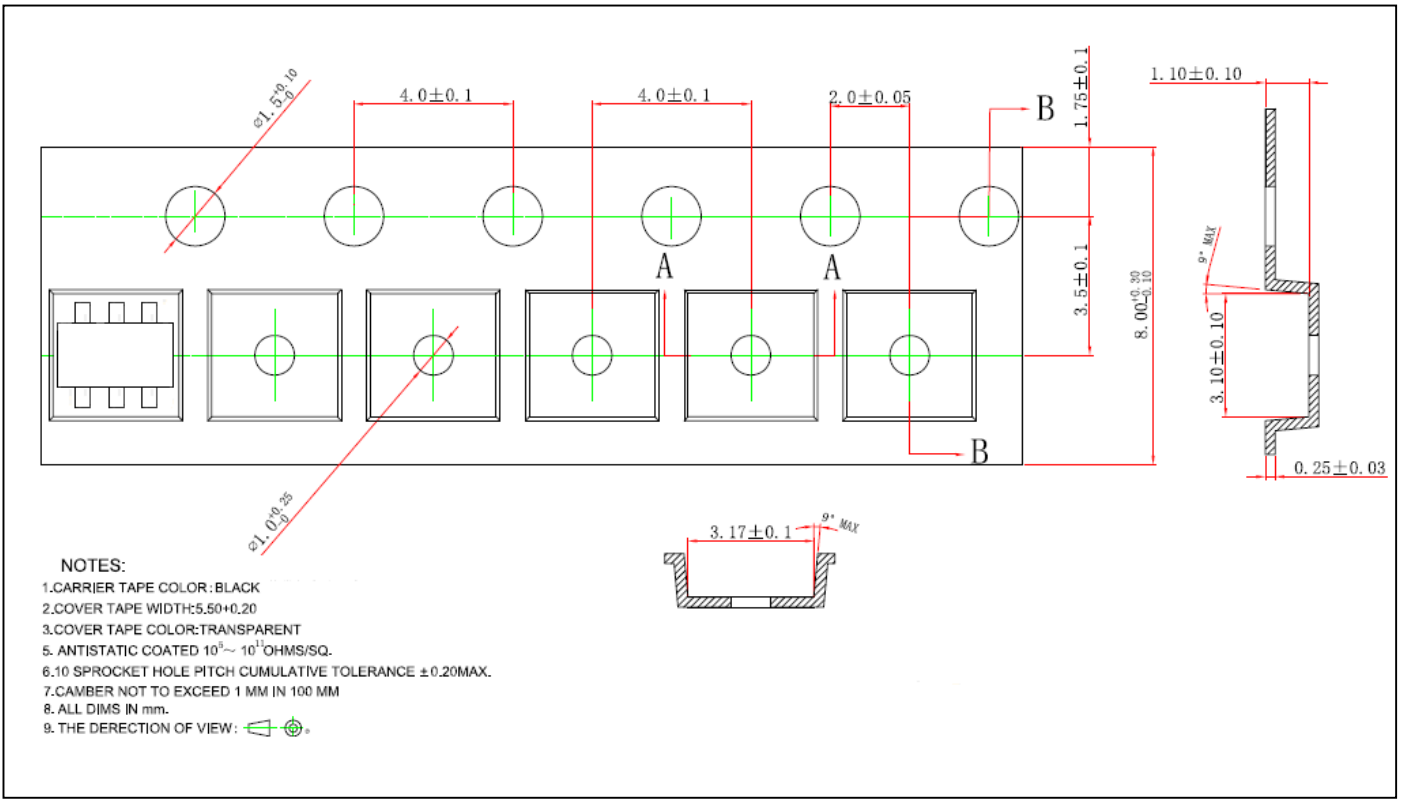 ⌀1.5+0.10 -0
4.0±0.1
4.0±0.1
2.0±0.05
B
1.75±0.1
1.10±0.10
A
A
3.5±0.1
8.00+0.30 -0.10
9° MAX
3.10±0.10
B
0.25±0.03
⌀1.0+0.25 -0
3.17±0.1
9° MAX
NOTES:
1.CARRIER TAPE COLOR:BLACK
2.COVER TAPE WIDTH:5.50+0.20
3.COVER TAPE COLOR:TRANSPARENT
5. ANTISTATIC COATED 10⁶~ 10¹¹OHMS/SQ.
6.10 SPROCKET HOLE PITCH CUMULATIVE TOLERANCE ±0.20MAX.
7.CAMBER NOT TO EXCEED 1 MM IN 100 MM
8. ALL DIMS IN mm.
9. THE DERECTION OF VIEW: